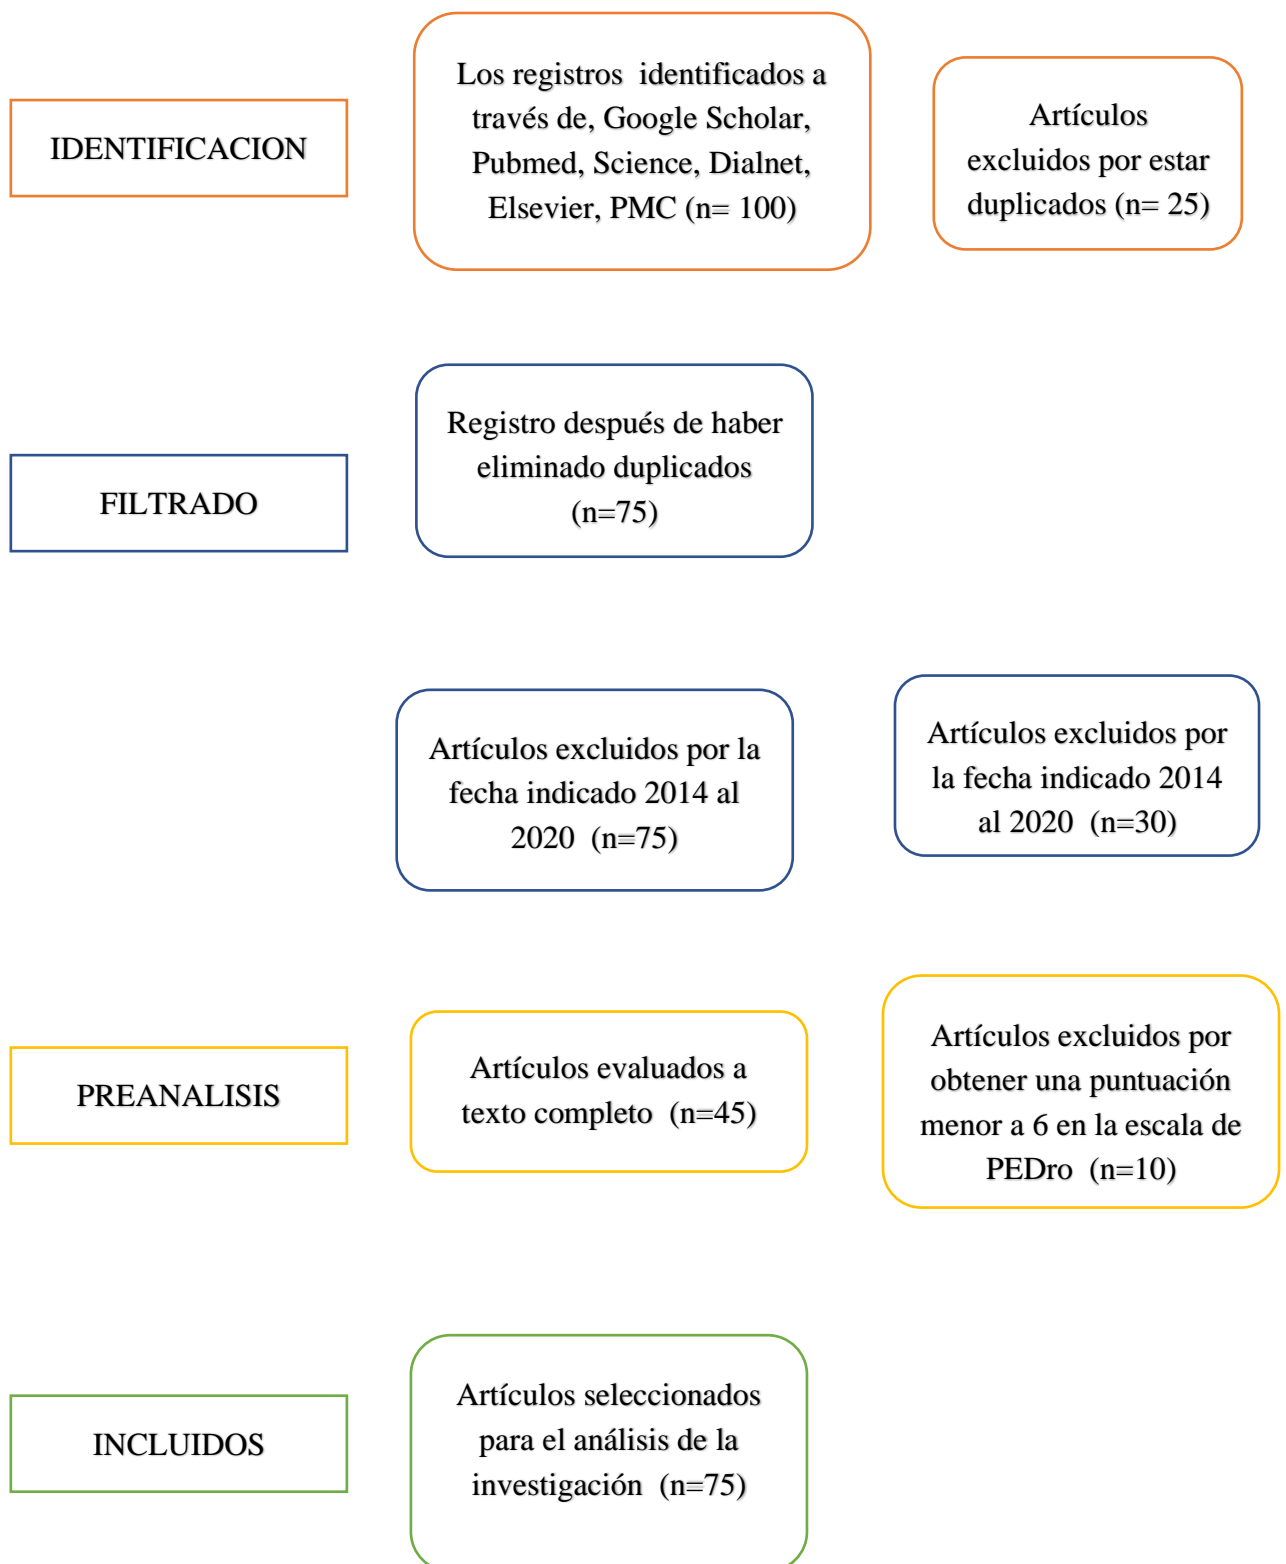 IDENTIFICACION
Los registros identificados a
través de, Google Scholar,
Pubmed, Science, Dialnet,
Elsevier, PMC (n= 100)
Artículos
excluidos por estar
duplicados (n= 25)
FILTRADO
Registro después de haber
eliminado duplicados
(n=75)
Artículos excluidos por la
fecha indicado 2014 al
2020 (n=75)
Artículos excluidos por
la fecha indicado 2014
al 2020 (n=30)
PREANALISIS
Artículos evaluados a
texto completo (n=45)
Artículos excluidos por
obtener una puntuación
menor a 6 en la escala de
PEDro (n=10)
INCLUIDOS
Artículos seleccionados
para el análisis de la
investigación (n=75)